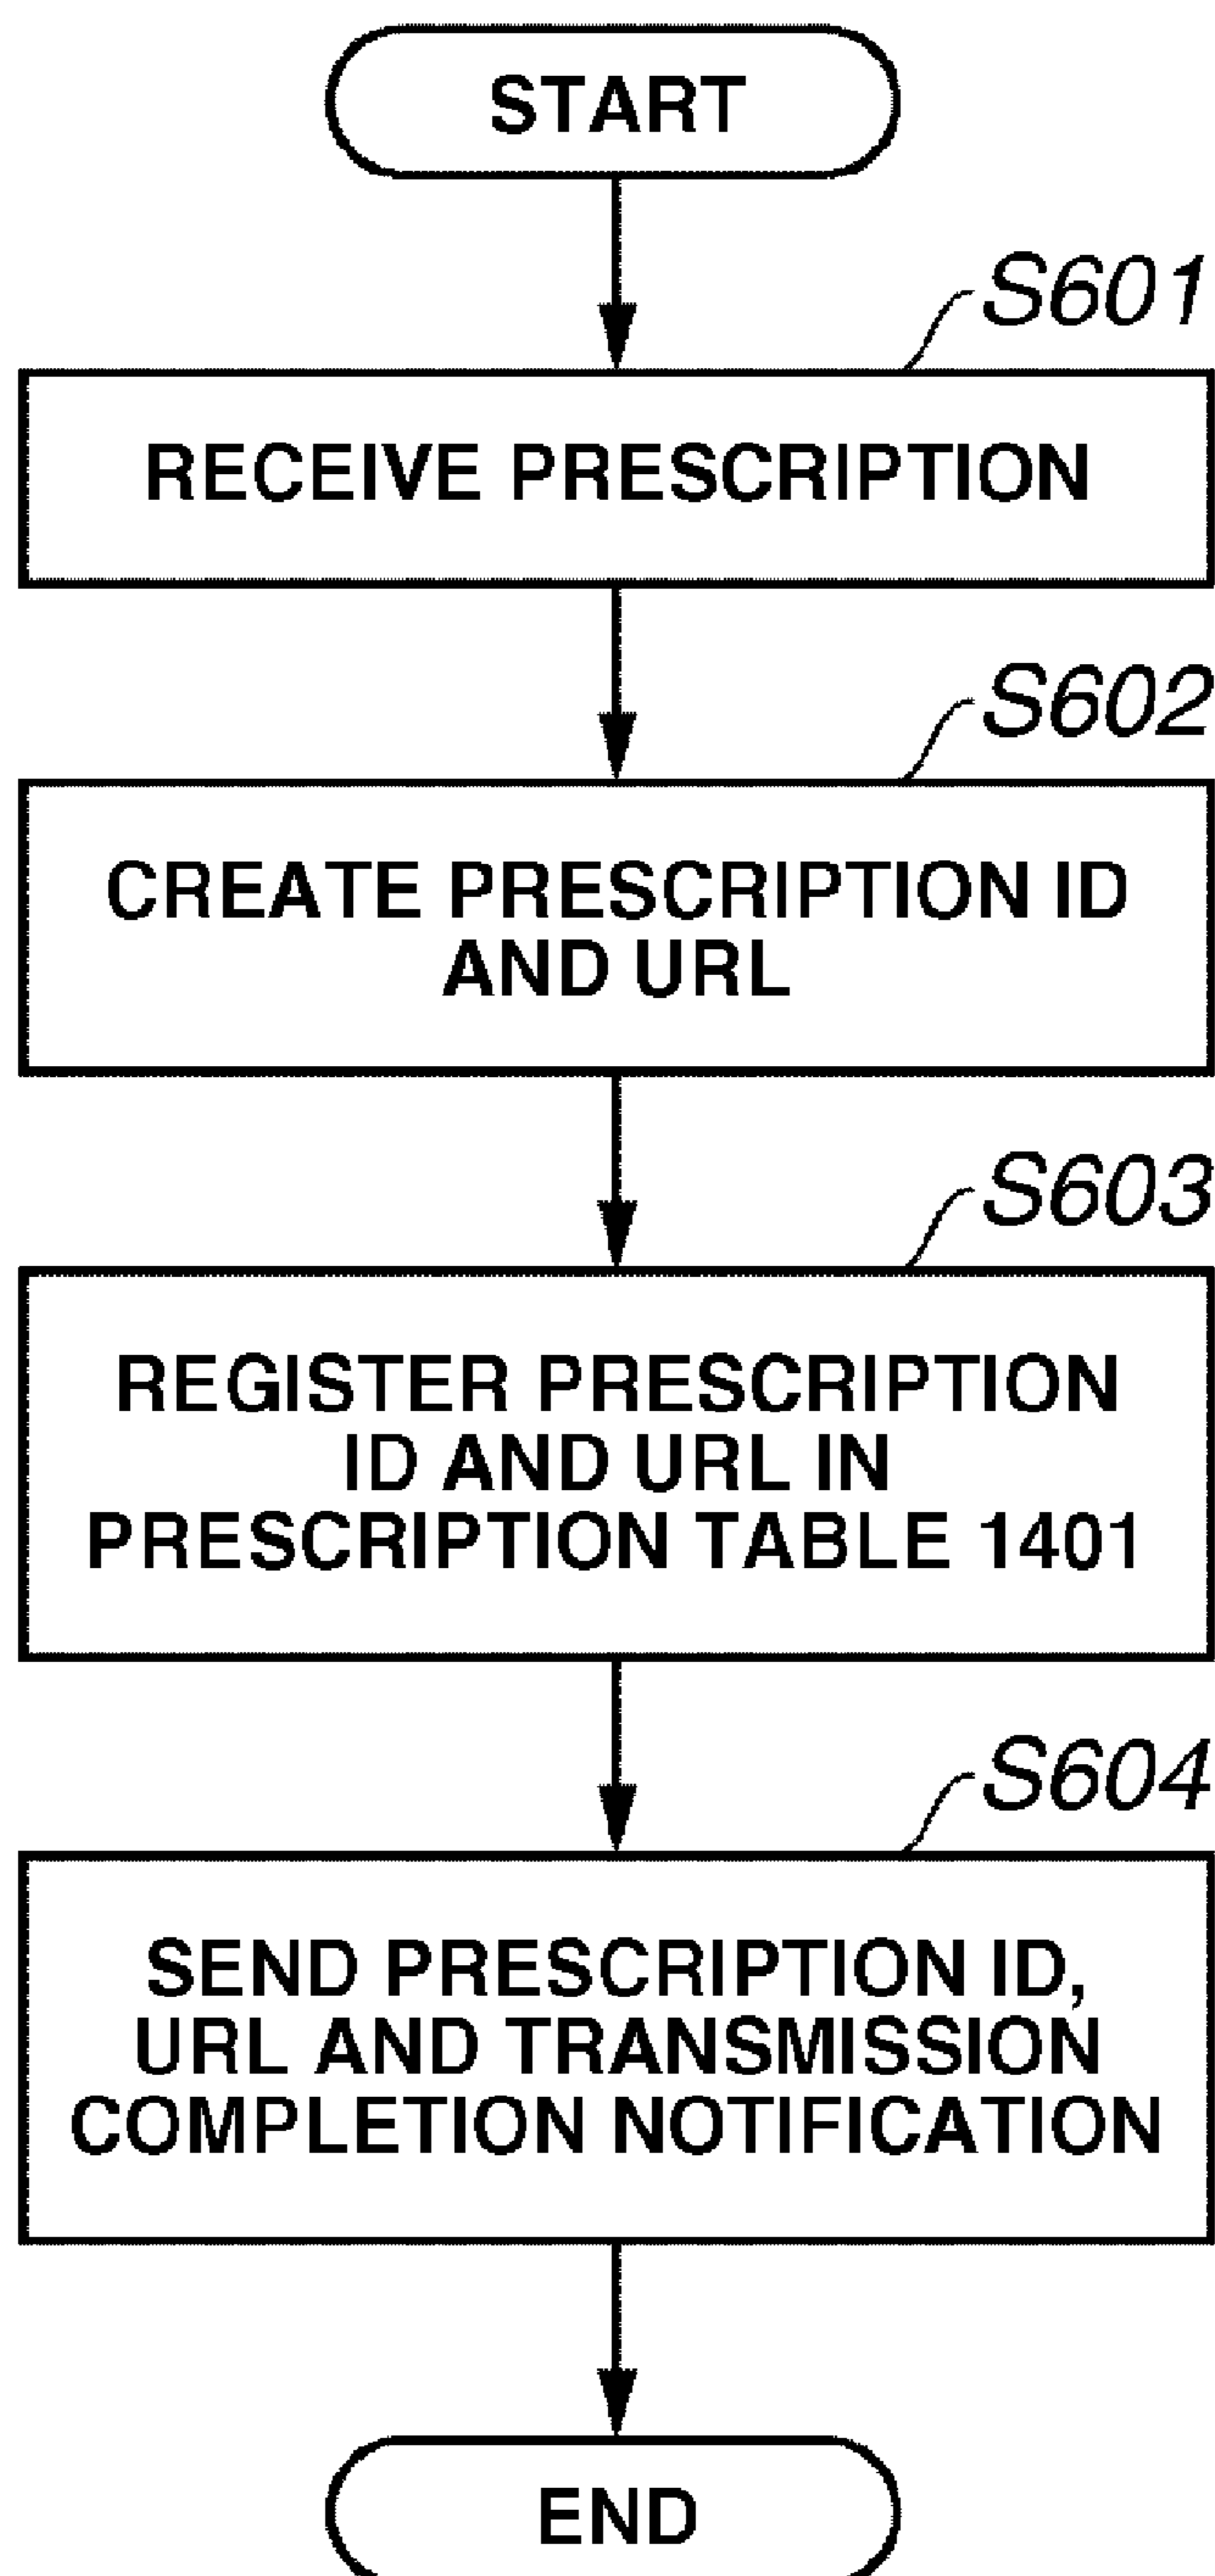 START
S601
RECEIVE PRESCRIPTION
S602
CREATE PRESCRIPTION ID
AND URL
S603
REGISTER PRESCRIPTION
ID AND URL IN
PRESCRIPTION TABLE 1401
S604
SEND PRESCRIPTION ID,
URL AND TRANSMISSION
COMPLETION NOTIFICATION
END